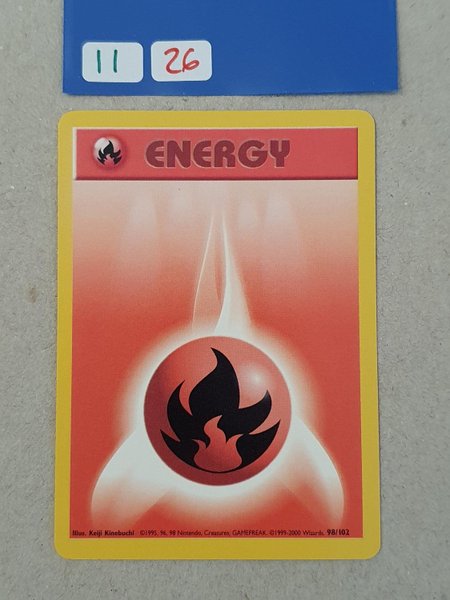 11 26
ENERGY
Illus. Keiji Kinebuchi ©1995, 96, 98 Nintendo, Creatures, GAMEFREAK. ©1999-2000 Wizards. 98/102